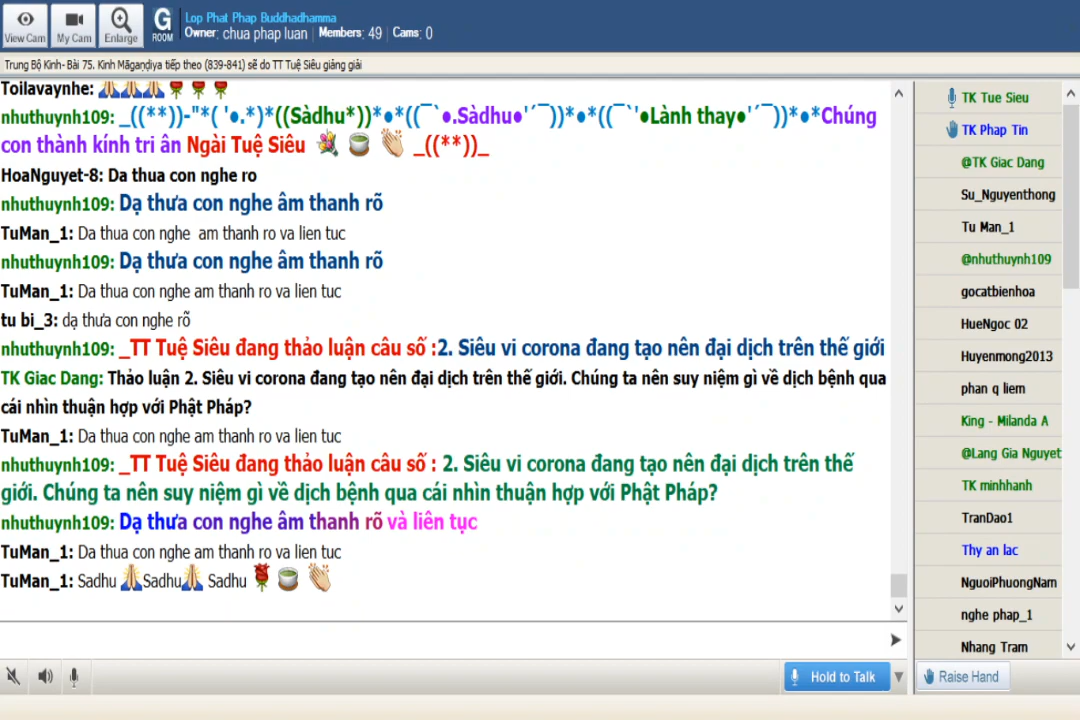 View Cam
My Cam
Enlarge
G ROOM
Lop Phat Phap Buddhadhamma
Owner: chua phap luan | Members: 49 | Cams: 0
Trung Bộ Kinh- Bài 75. Kinh Māgaṇḍiya tiếp theo (839-841) sẽ do TT Tuệ Siêu giảng giải
Toilavaynhe: 🙏🙏🙏🌹🌹🌹
nhuthuynh109: _((**))-"*( '●.*)*((Sàdhu*))*●*((¯`●.Sàdhu●'´¯))*●*((¯`'●Lành thay●'´¯))*●*Chúng
con thành kính tri ân Ngài Tuệ Siêu 💐 🍵 👏 _((**))_
HoaNguyet-8: Da thua con nghe ro
nhuthuynh109: Dạ thưa con nghe âm thanh rõ
TuMan_1: Da thua con nghe  am thanh ro va lien tuc
nhuthuynh109: Dạ thưa con nghe âm thanh rõ
TuMan_1: Da thua con nghe am thanh ro va lien tuc
tu bi_3: dạ thưa con nghe rõ
nhuthuynh109: _TT Tuệ Siêu đang thảo luận câu số :2. Siêu vi corona đang tạo nên đại dịch trên thế giới
TK Giac Dang: Thảo luận 2. Siêu vi corona đang tạo nên đại dịch trên thế giới. Chúng ta nên suy niệm gì về dịch bệnh qua
cái nhìn thuận hợp với Phật Pháp?
TuMan_1: Da thua con nghe am thanh ro va lien tuc
nhuthuynh109: _TT Tuệ Siêu đang thảo luận câu số : 2. Siêu vi corona đang tạo nên đại dịch trên thế
giới. Chúng ta nên suy niệm gì về dịch bệnh qua cái nhìn thuận hợp với Phật Pháp?
nhuthuynh109: Dạ thưa con nghe âm thanh rõ và liên tục
TuMan_1: Da thua con nghe am thanh ro va lien tuc
TuMan_1: Sadhu 🙏Sadhu🙏 Sadhu 🌹 🍵 👏
Hold to Talk
TK Tue Sieu
TK Phap Tin
@TK Giac Dang
Su_Nguyenthong
Tu Man_1
@nhuthuynh109
gocatbienhoa
HueNgoc 02
Huyenmong2013
phan q liem
King - Milanda A
@Lang Gia Nguyet
TK minhhanh
TranDao1
Thy an lac
NguoiPhuongNam
nghe phap_1
Nhang Tram
Raise Hand